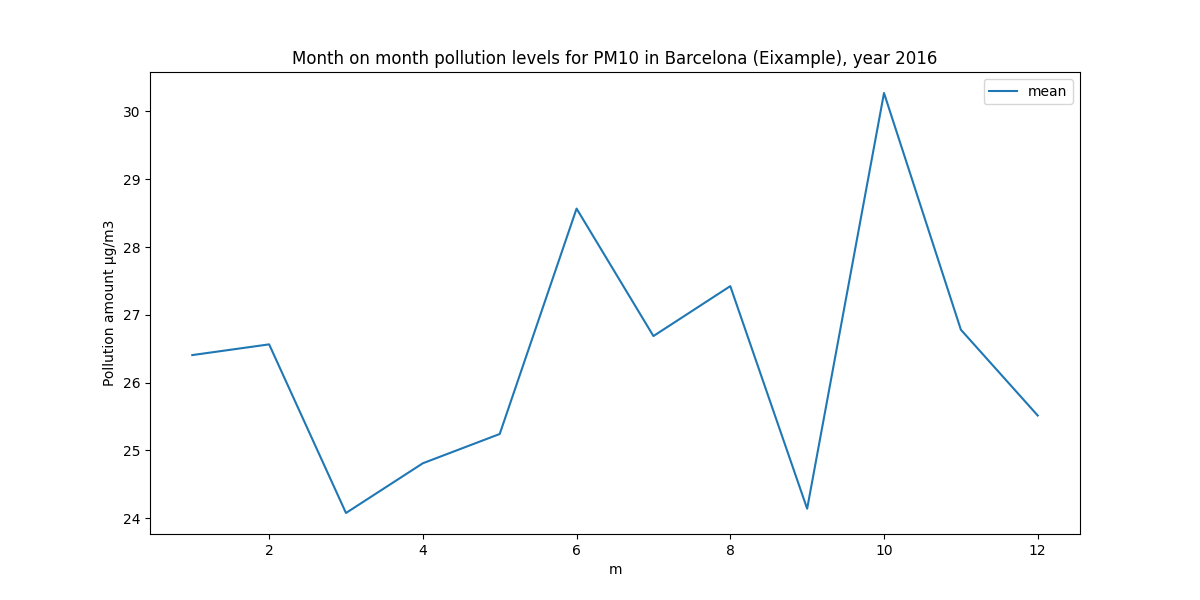 Month on month pollution levels for PM10 in Barcelona (Eixample), year 2016
mean
Pollution amount µg/m3
30
29
28
27
26
25
24
2 4 6 8 10 12
m